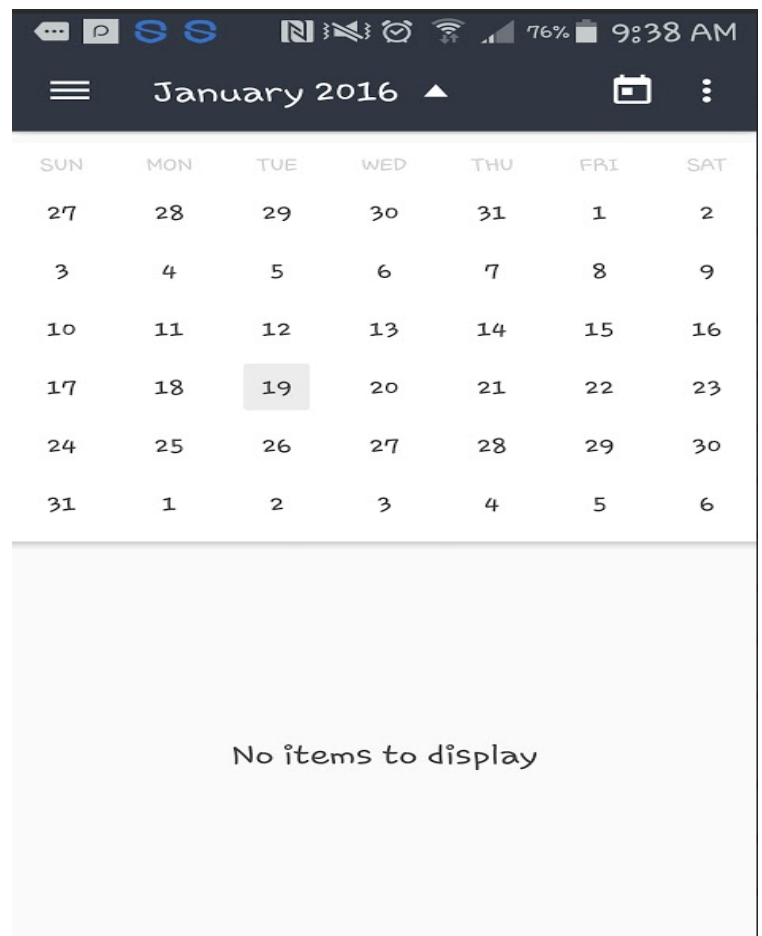 76% 9:38 AM
January 2016
SUN MON TUE WED THU FRI SAT
27 28 29 30 31 1 2
3 4 5 6 7 8 9
10 11 12 13 14 15 16
17 18 19 20 21 22 23
24 25 26 27 28 29 30
31 1 2 3 4 5 6
No items to display